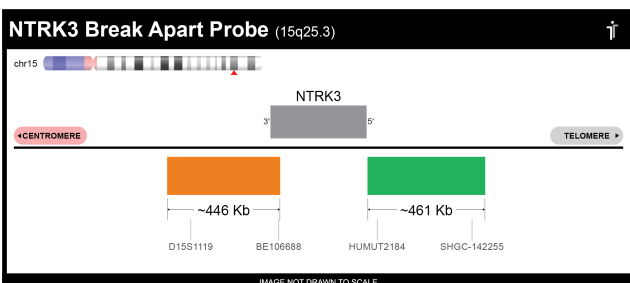 NTRK3 Break Apart Probe (15q25.3)
chr15
NTRK3
3' 5'
◂CENTROMERE TELOMERE ▸
~446 Kb ~461 Kb
D15S1119 BE106688 HUMUT2184 SHGC-142255
IMAGE NOT DRAWN TO SCALE